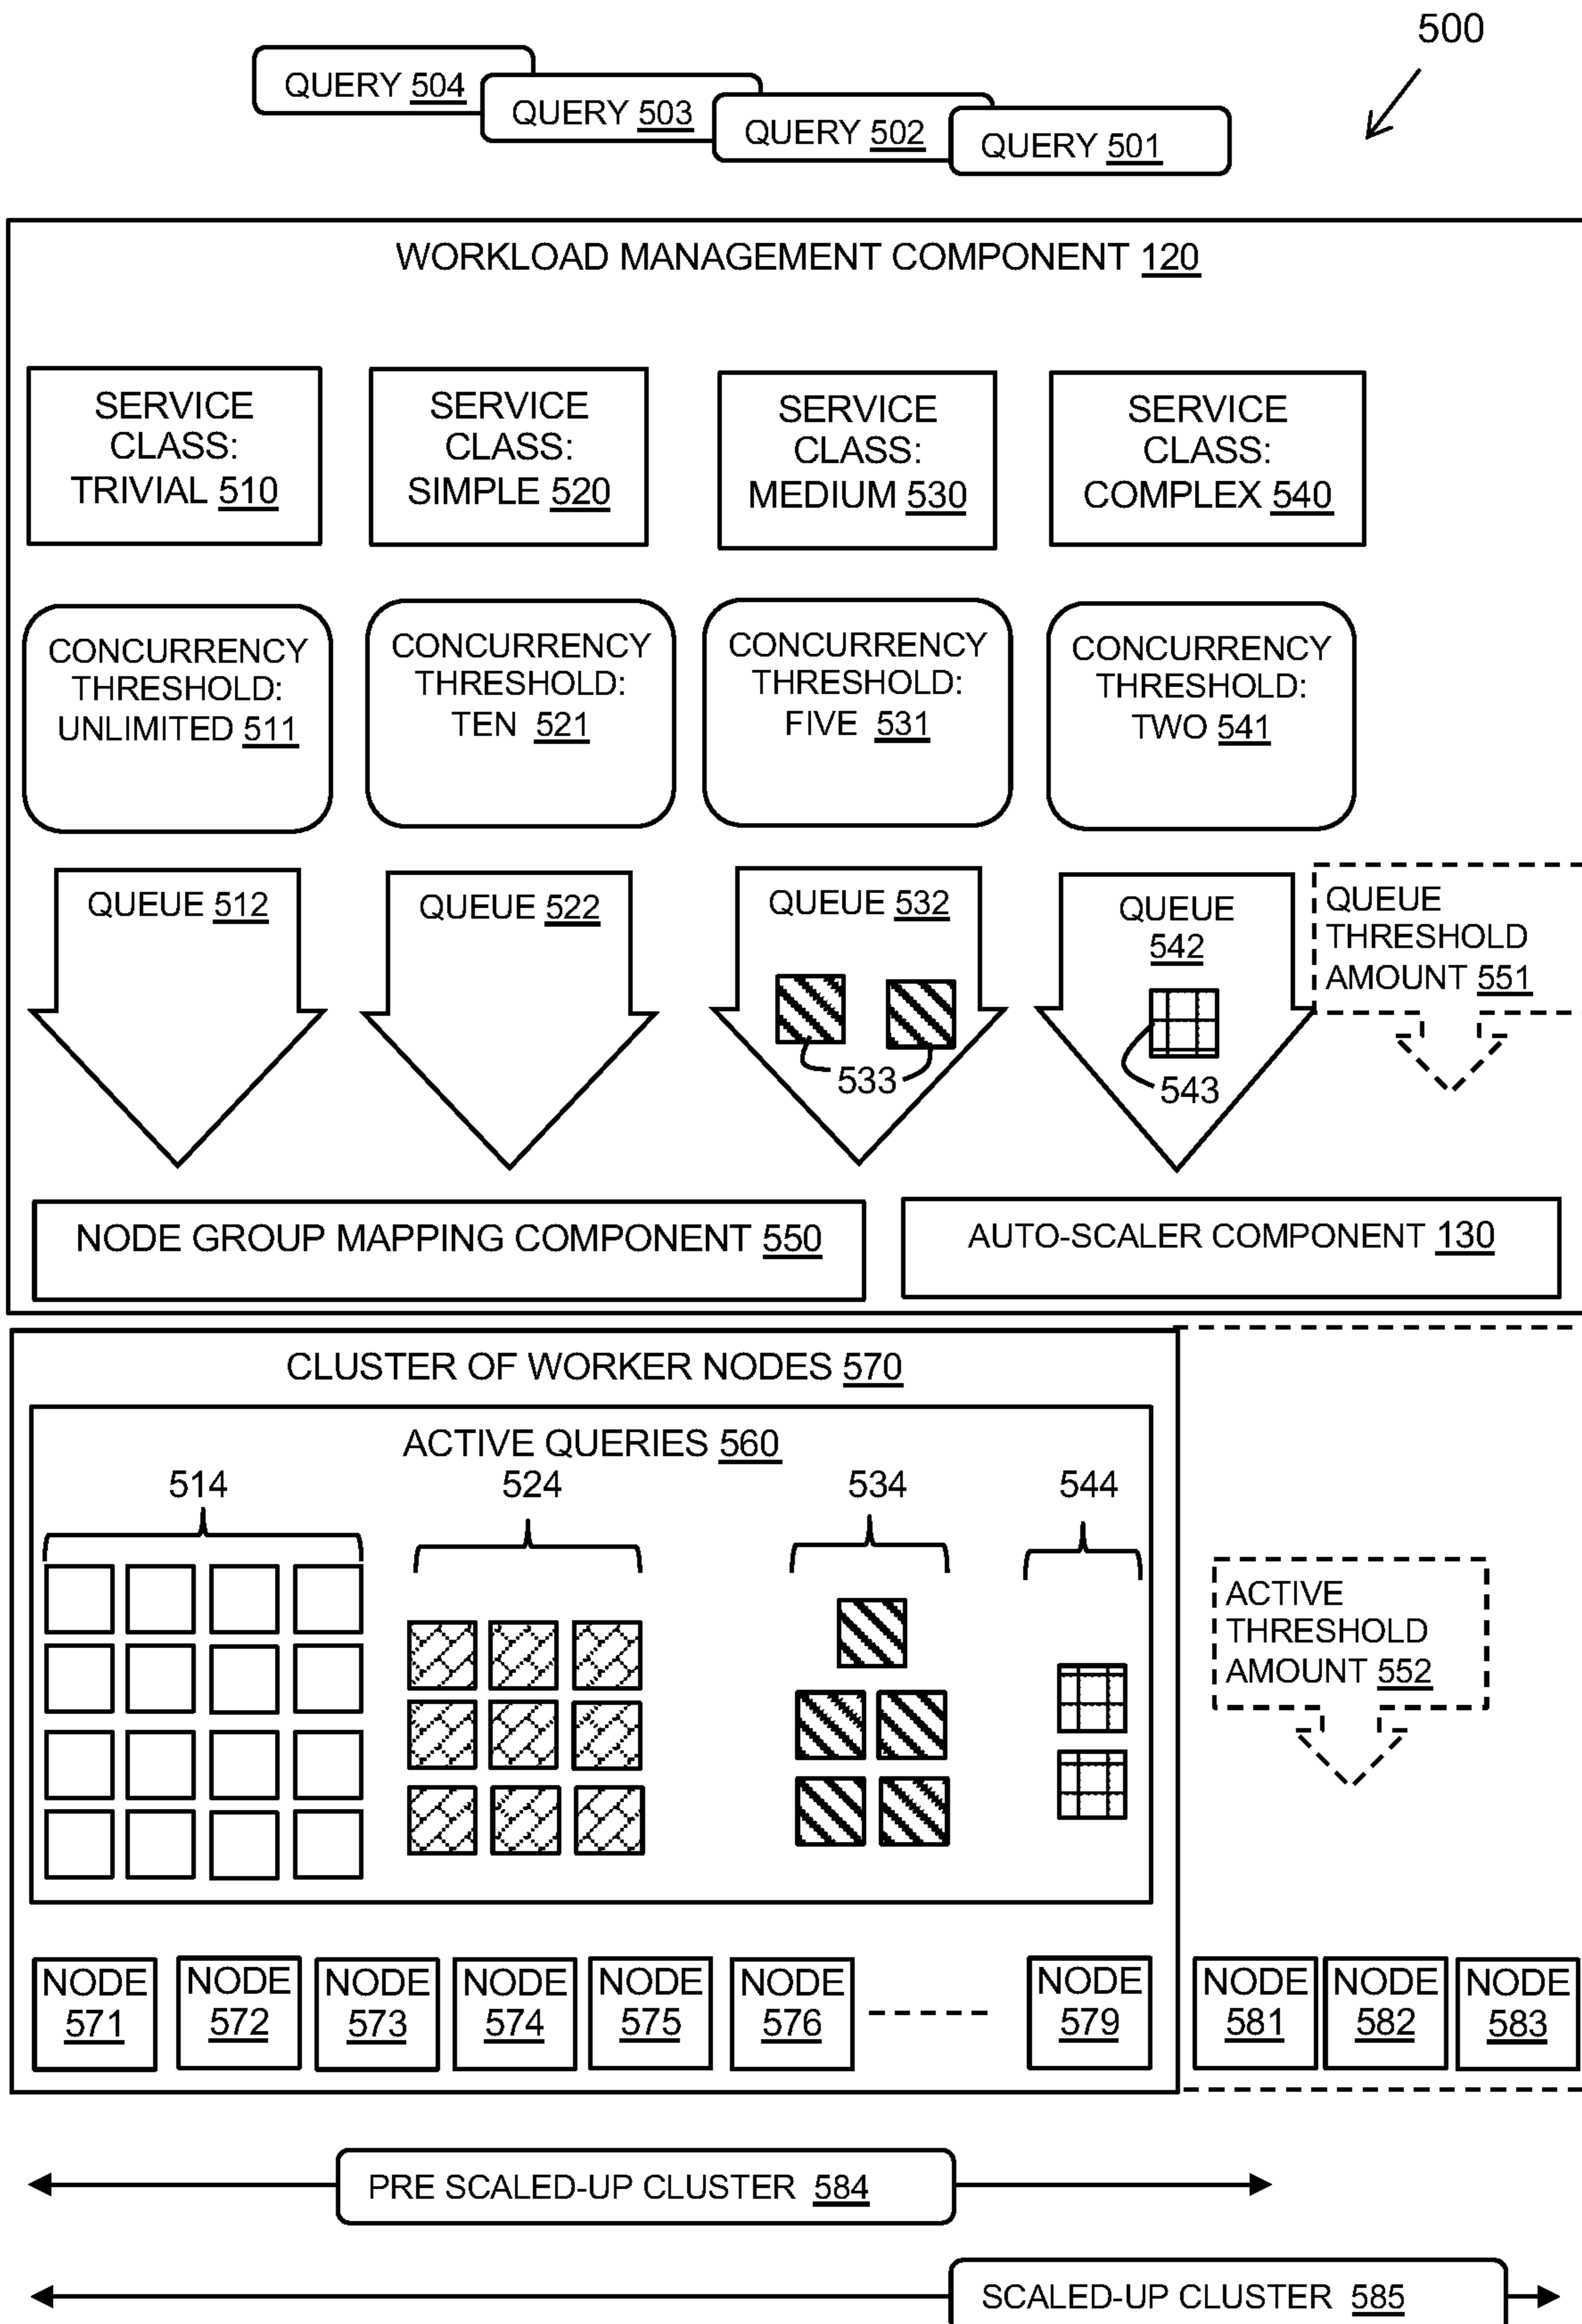 500
QUERY 504
QUERY 503
QUERY 502
QUERY 501
WORKLOAD MANAGEMENT COMPONENT 120
SERVICE
CLASS:
TRIVIAL 510
SERVICE
CLASS:
SIMPLE 520
SERVICE
CLASS:
MEDIUM 530
SERVICE
CLASS:
COMPLEX 540
CONCURRENCY
THRESHOLD:
UNLIMITED 511
CONCURRENCY
THRESHOLD:
TEN 521
CONCURRENCY
THRESHOLD:
FIVE 531
CONCURRENCY
THRESHOLD:
TWO 541
QUEUE 512
QUEUE 522
QUEUE 532
533
QUEUE
542
543
QUEUE
THRESHOLD
AMOUNT 551
NODE GROUP MAPPING COMPONENT 550
AUTO-SCALER COMPONENT 130
CLUSTER OF WORKER NODES 570
ACTIVE QUERIES 560
514
524
534
544
ACTIVE
THRESHOLD
AMOUNT 552
NODE
571
NODE
572
NODE
573
NODE
574
NODE
575
NODE
576
NODE
579
NODE
581
NODE
582
NODE
583
PRE SCALED-UP CLUSTER 584
SCALED-UP CLUSTER 585